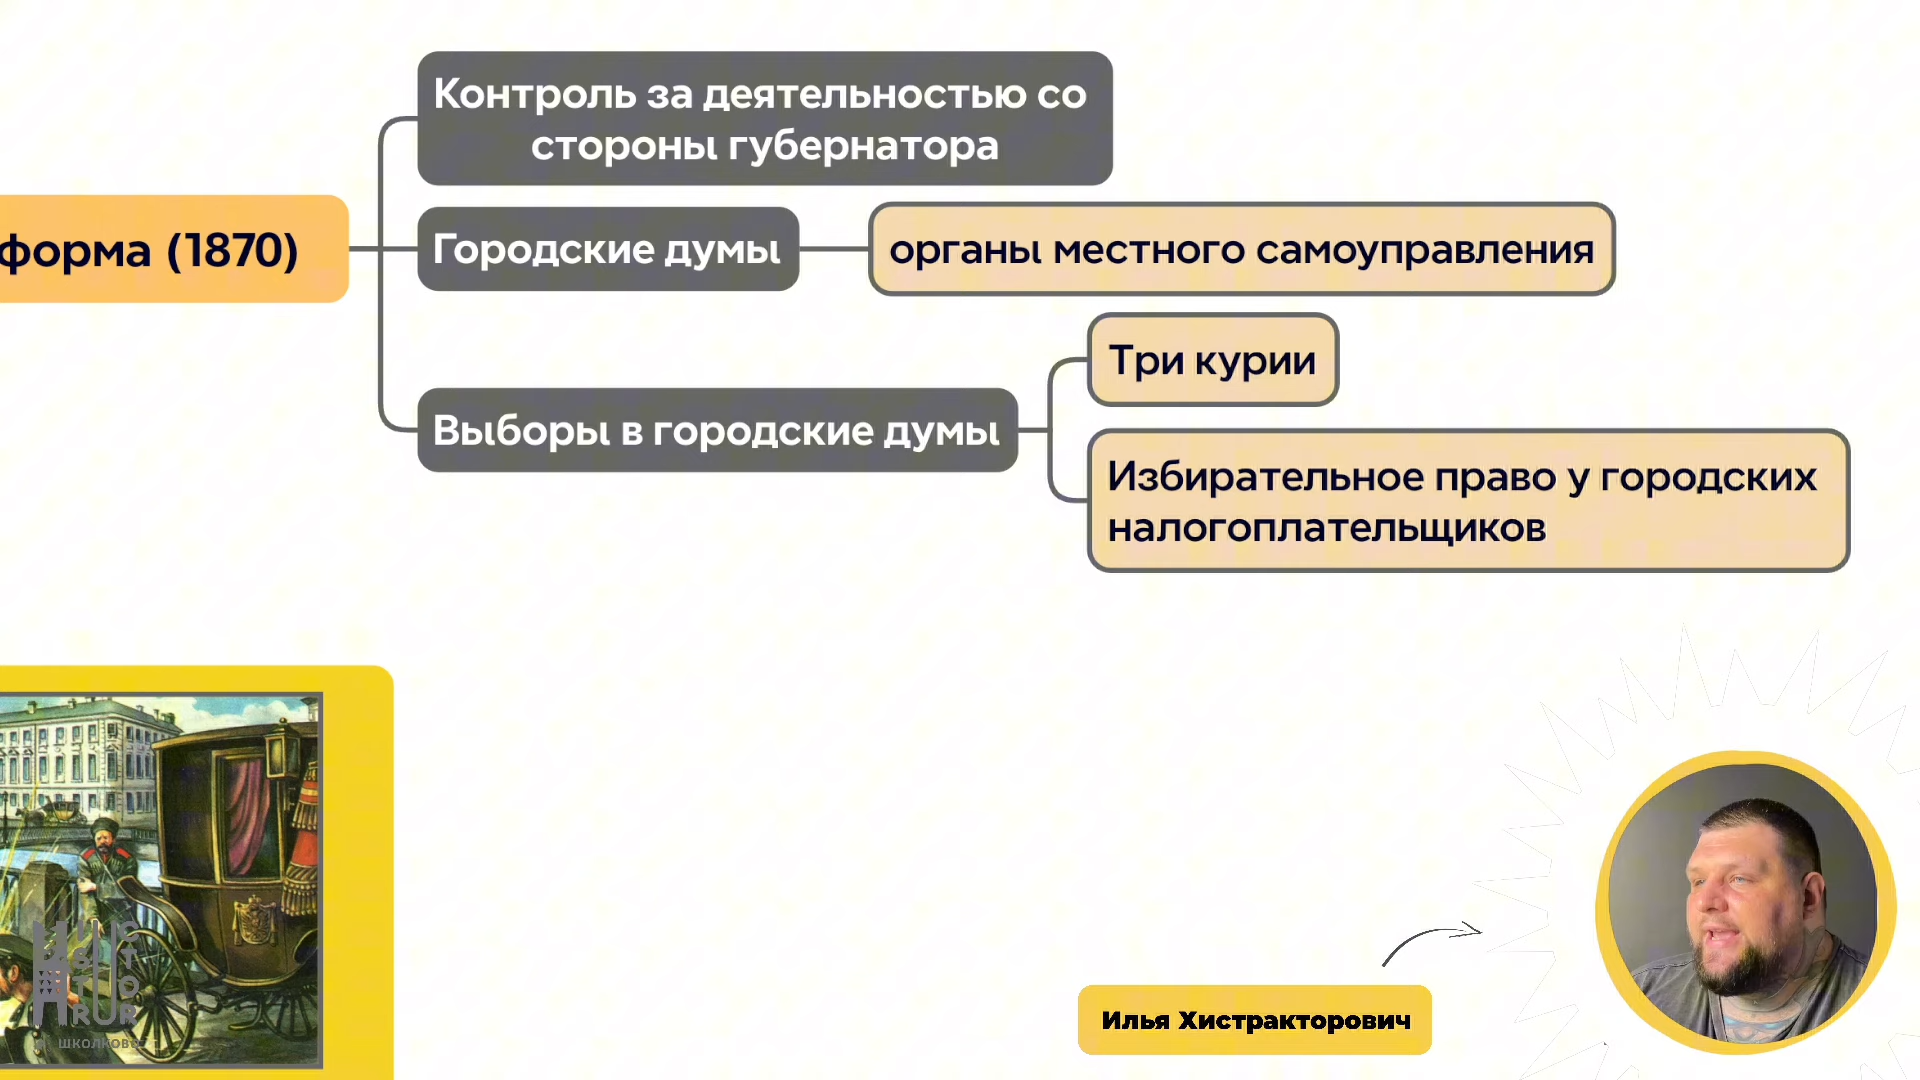 Контроль за деятельностью со
стороны губернатора
форма (1870)
Городские думы
органы местного самоуправления
Три курии
Выборы в городские думы
Избирательное право у городских
налогоплательщиков
Илья Хистракторович